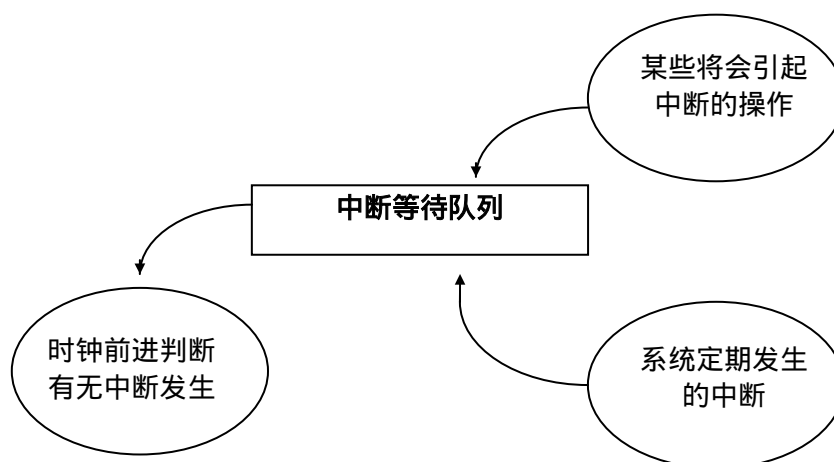 某些将会引起
中断的操作
中断等待队列
时钟前进判断
有无中断发生
系统定期发生
的中断